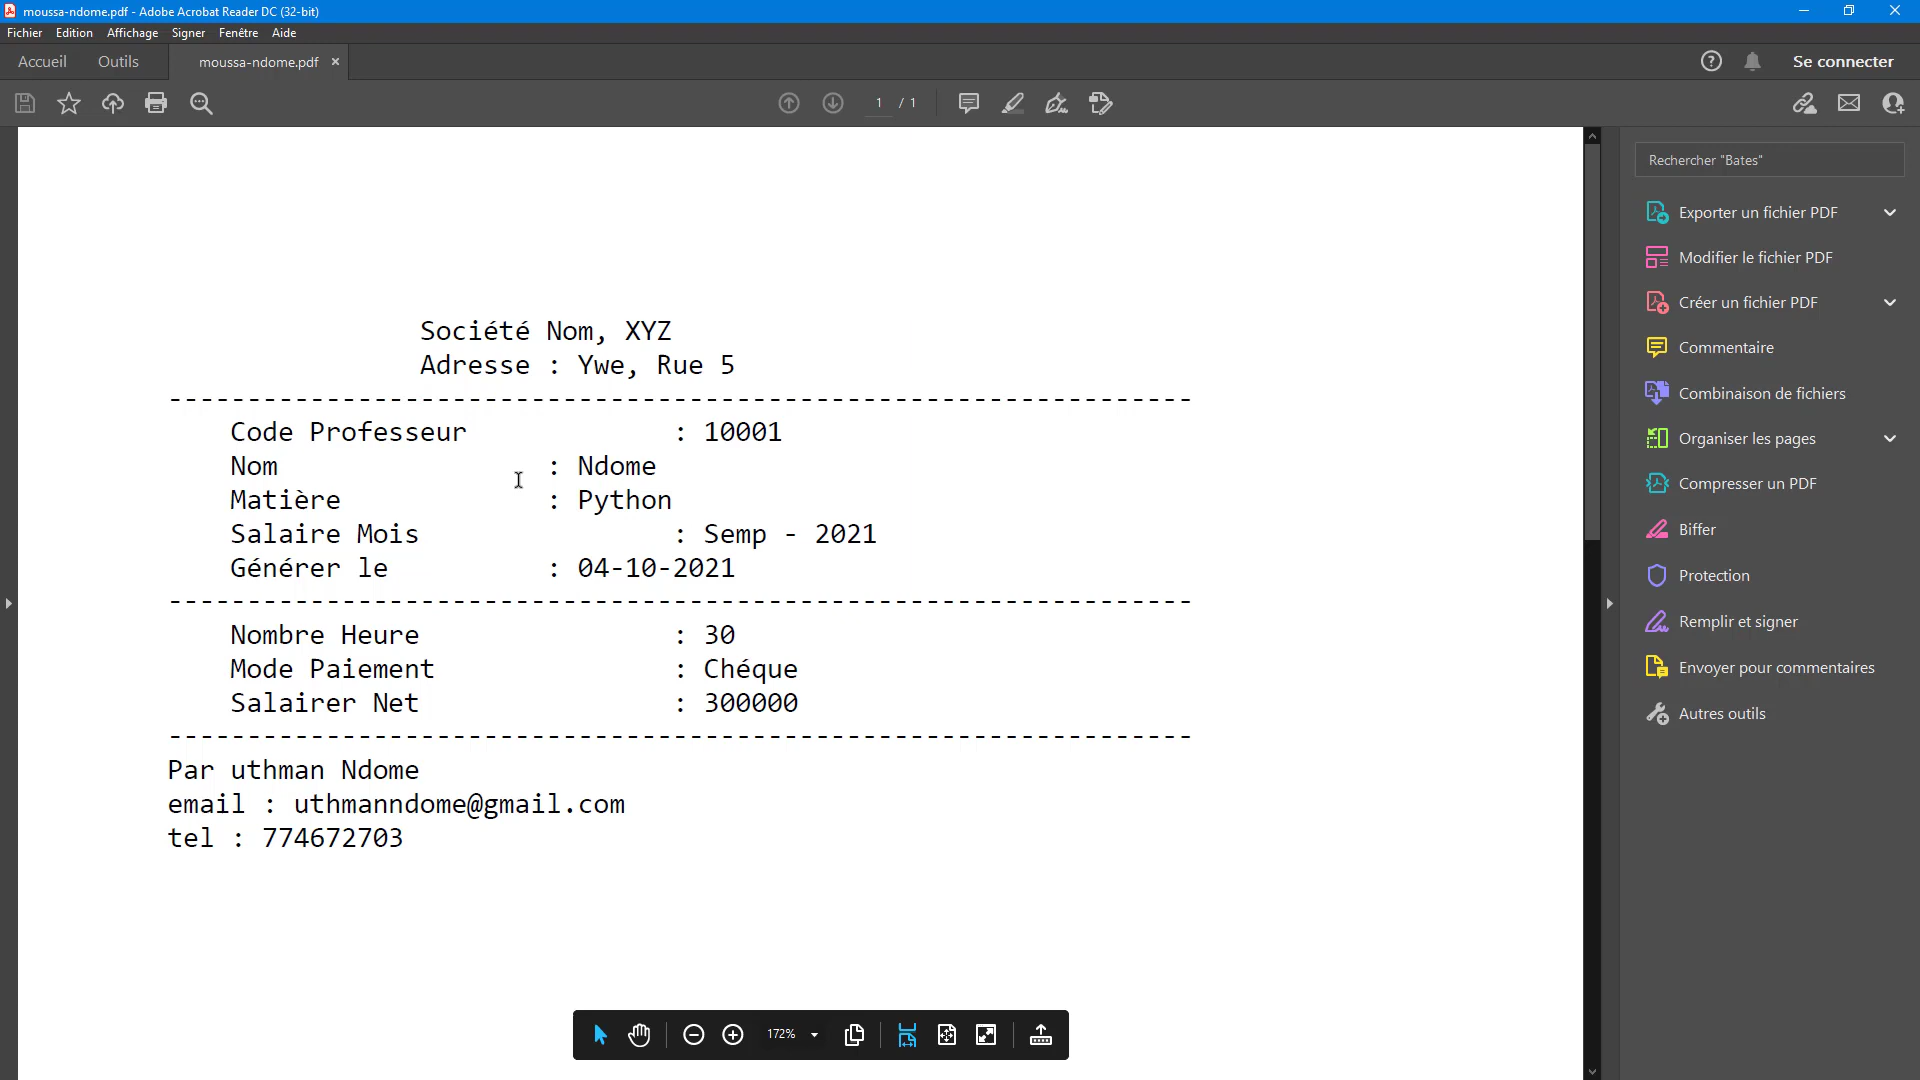 moussa-ndome.pdf - Adobe Acrobat Reader DC (32-bit)
Fichier Edition Affichage Signer Fenêtre Aide
Accueil Outils moussa-ndome.pdf × Se connecter
1 / 1
Rechercher "Bates"
Exporter un fichier PDF
Modifier le fichier PDF
Créer un fichier PDF
Commentaire
Combinaison de fichiers
Organiser les pages
Compresser un PDF
Biffer
Protection
Remplir et signer
Envoyer pour commentaires
Autres outils
Société Nom, XYZ
Adresse : Ywe, Rue 5
-----------------------------------------------------------------
Code Professeur : 10001
Nom : Ndome
Matière : Python
Salaire Mois : Semp - 2021
Générer le : 04-10-2021
-----------------------------------------------------------------
Nombre Heure : 30
Mode Paiement : Chéque
Salairer Net : 300000
-----------------------------------------------------------------
Par uthman Ndome
email : uthmanndome@gmail.com
tel : 774672703
172%